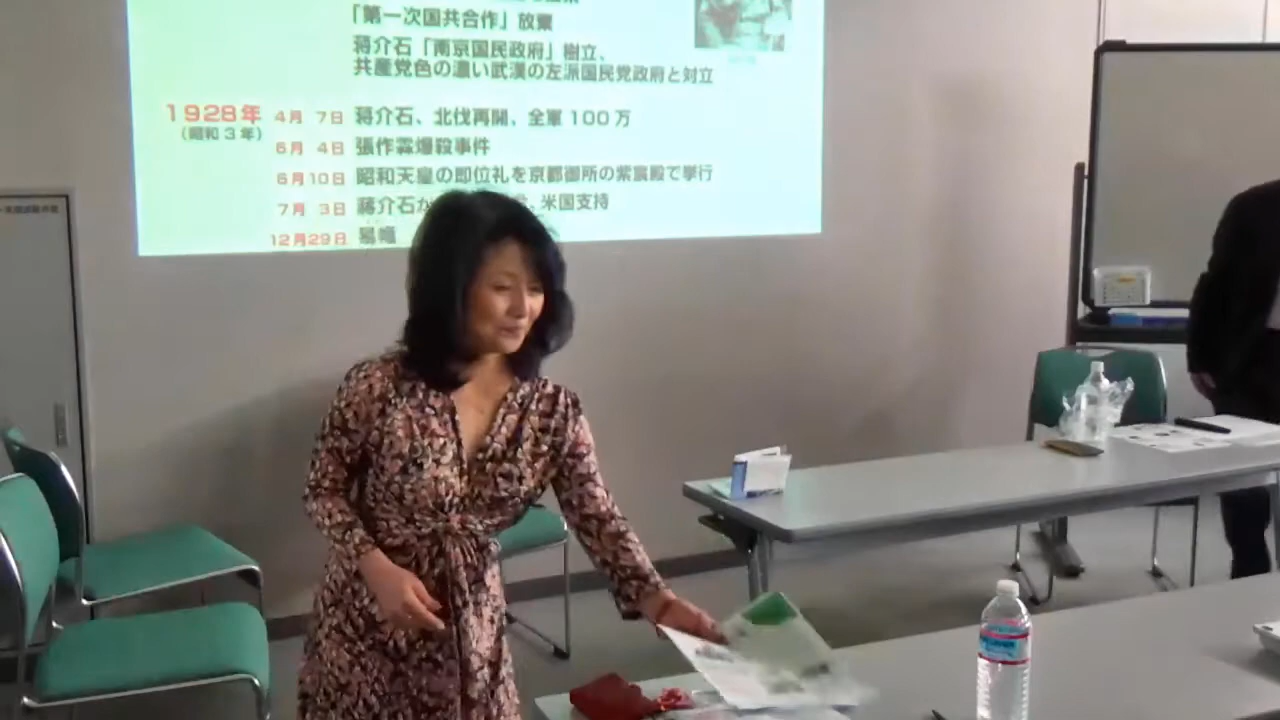 「第一次国共合作」放棄
蒋介石「南京国民政府」樹立、
共産党色の濃い武漢の左派国民党政府と対立
1928年 4月 7日 蒋介石、北伐再開、全軍100万
（昭和3年）
6月 4日 張作霖爆殺事件
6月10日 昭和天皇の即位礼を京都御所の紫宸殿で挙行
7月 3日 蒋介石が 米国支持
12月29日 易幟